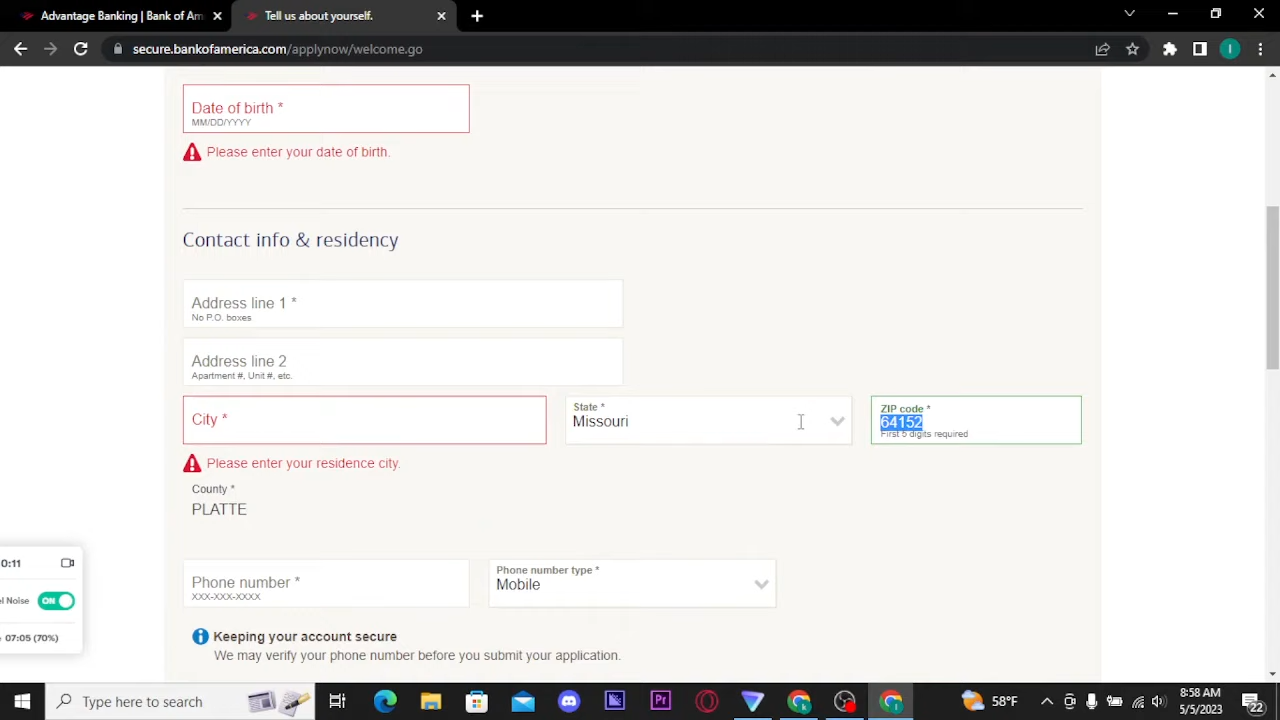 Advantage Banking | Bank of Am
Tell us about yourself.
secure.bankofamerica.com/applynow/welcome.go
Date of birth *
MM/DD/YYYY
Please enter your date of birth.
Contact info & residency
Address line 1 *
No P.O. boxes
Address line 2
Apartment #, Unit #, etc.
City *
State *
Missouri
ZIP code *
64152
First 5 digits required
Please enter your residence city.
County *
PLATTE
Phone number *
XXX-XXX-XXXX
Phone number type *
Mobile
Keeping your account secure
We may verify your phone number before you submit your application.
0:11
el Noise
ON
07:05 (70%)
Type here to search
58°F
8:58 AM
5/5/2023
22